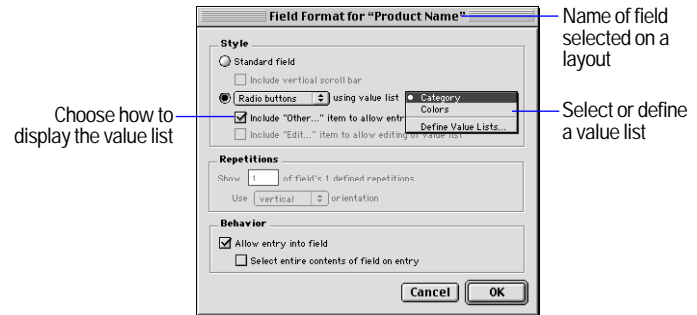 Field Format for “Product Name”
Name of field
selected on a
layout
Style
Standard field
Include vertical scroll bar
Radio buttons using value list
Category
Colors
Define Value Lists...
Select or define
a value list
Choose how to
display the value list
Include "Other..." item to allow entr
Include "Edit..." item to allow editing of value list
Repetitions
Show 1 of field's 1 defined repetitions
Use vertical orientation
Behavior
Allow entry into field
Select entire contents of field on entry
Cancel OK